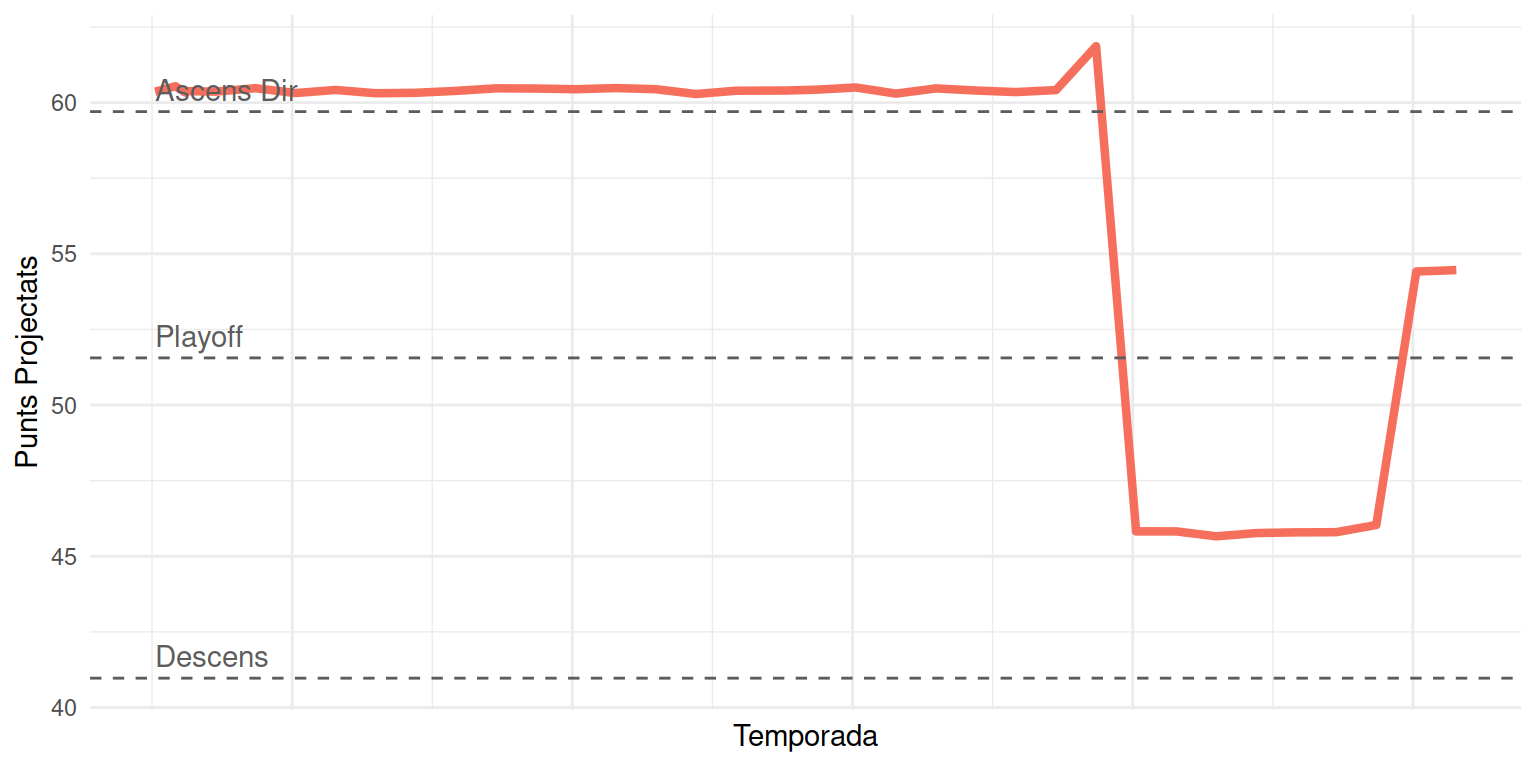 Ascens Dir
60
55
Playoff
50
45
Descens
40
Punts Projectats
Temporada